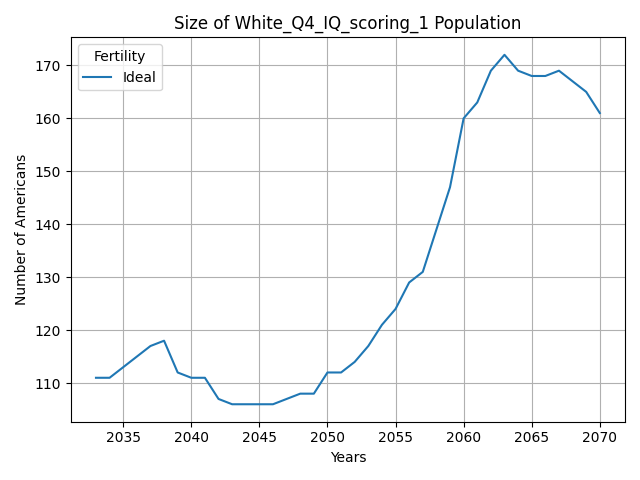 Size of White_Q4_IQ_scoring_1 Population
Fertility
Ideal
170
160
150
140
130
120
110
Number of Americans
2035 2040 2045 2050 2055 2060 2065 2070
Years